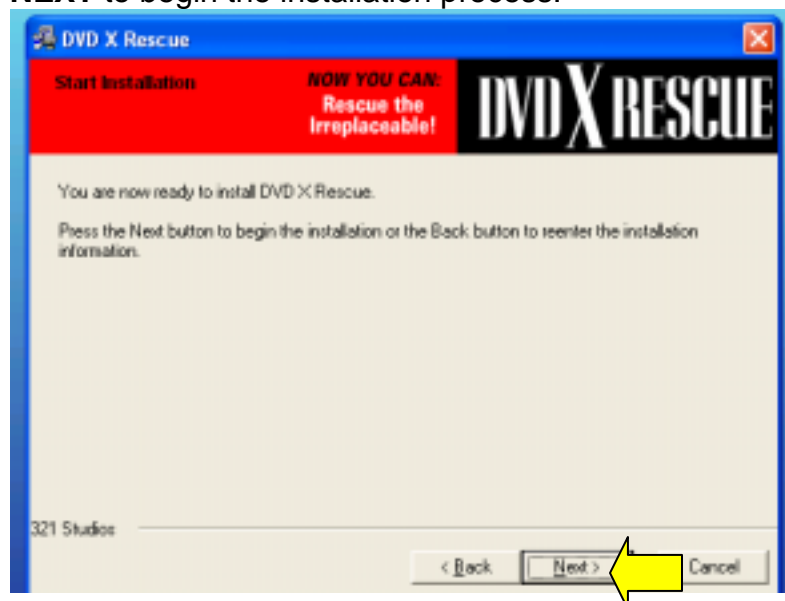 NEXT to begin the installation process.
DVD X Rescue
Start Installation
NOW YOU CAN:
Rescue the
Irreplaceable!
DVD X RESCUE
You are now ready to install DVD X Rescue.
Press the Next button to begin the installation or the Back button to reenter the installation
information.
321 Studios
< Back
Next >
Cancel